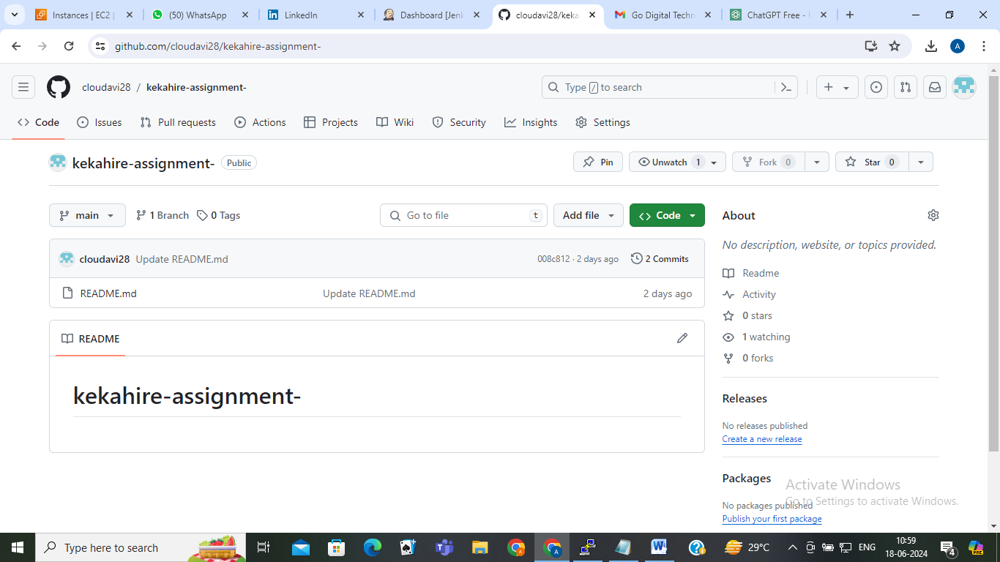 Instances | EC2 |
(50) WhatsApp
LinkedIn
Dashboard [Jenk
cloudavi28/keka
Go Digital Techn
ChatGPT Free - U
github.com/cloudavi28/kekahire-assignment-
A
cloudavi28 / kekahire-assignment-
Type / to search
Code
Issues
Pull requests
Actions
Projects
Wiki
Security
Insights
Settings
kekahire-assignment- Public
Pin
Unwatch 1
Fork 0
Star 0
main
1 Branch
0 Tags
Go to file t
Add file
Code
cloudavi28 Update README.md
008c812 · 2 days ago
2 Commits
README.md
Update README.md
2 days ago
README
kekahire-assignment-
About
No description, website, or topics provided.
Readme
Activity
0 stars
1 watching
0 forks
Releases
No releases published
Create a new release
Packages
No packages published
Publish your first package
Activate Windows
Go to Settings to activate Windows.
Type here to search
29°C
ENG
10:59
18-06-2024
4
PRE